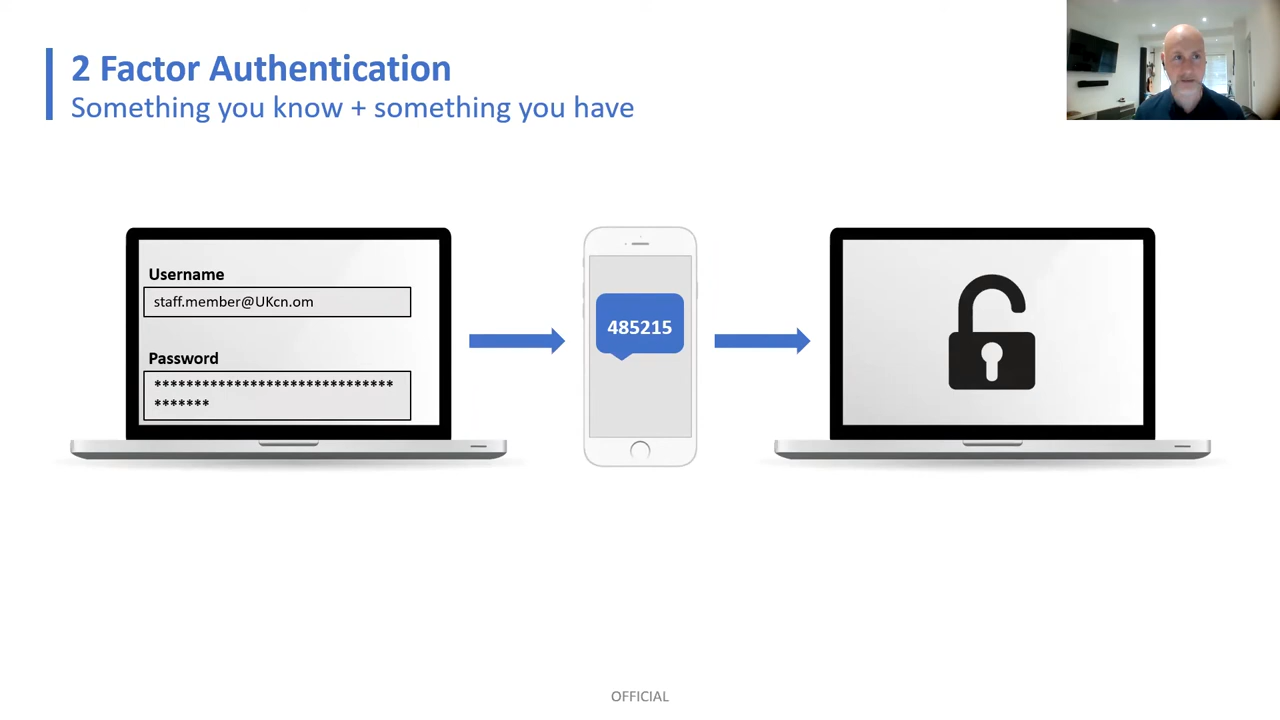 2 Factor Authentication
Something you know + something you have
Username
staff.member@UKcn.om
Password
******************************
*******
485215
OFFICIAL